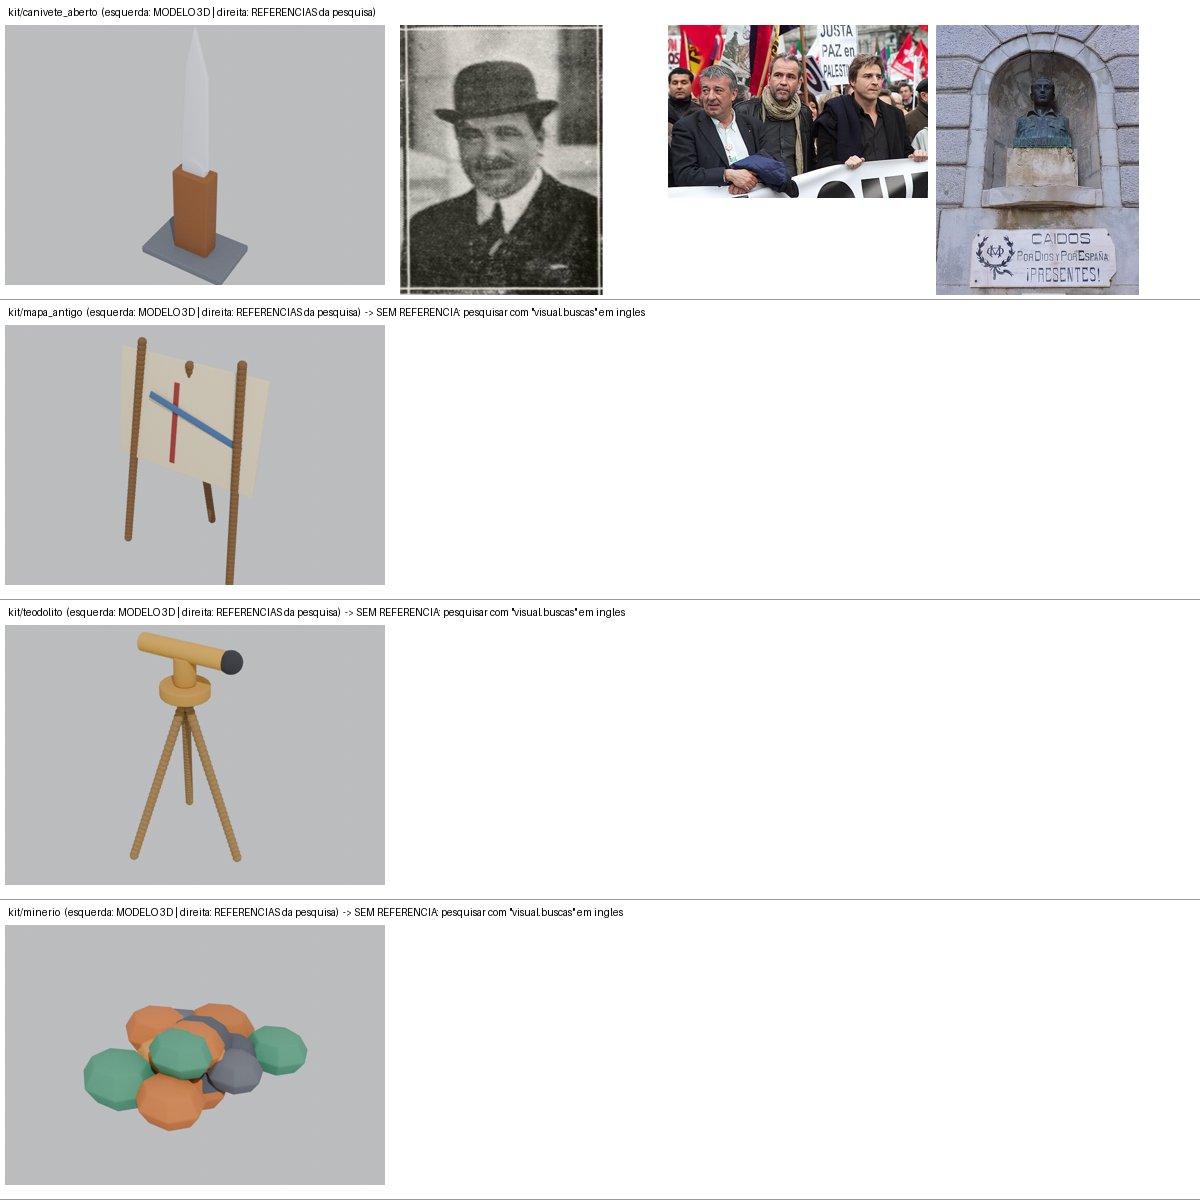 kit/canivete_aberto (esquerda: MODELO 3D | direita: REFERENCIAS da pesquisa)
JUSTA
PAZ en
PALESTI
CAIDOS
POR DIOS Y POR ESPAÑA
¡PRESENTES!
kit/mapa_antigo (esquerda: MODELO 3D | direita: REFERENCIAS da pesquisa) -> SEM REFERENCIA: pesquisar com "visual.buscas" em ingles
kit/teodolito (esquerda: MODELO 3D | direita: REFERENCIAS da pesquisa) -> SEM REFERENCIA: pesquisar com "visual.buscas" em ingles
kit/minerio (esquerda: MODELO 3D | direita: REFERENCIAS da pesquisa) -> SEM REFERENCIA: pesquisar com "visual.buscas" em ingles